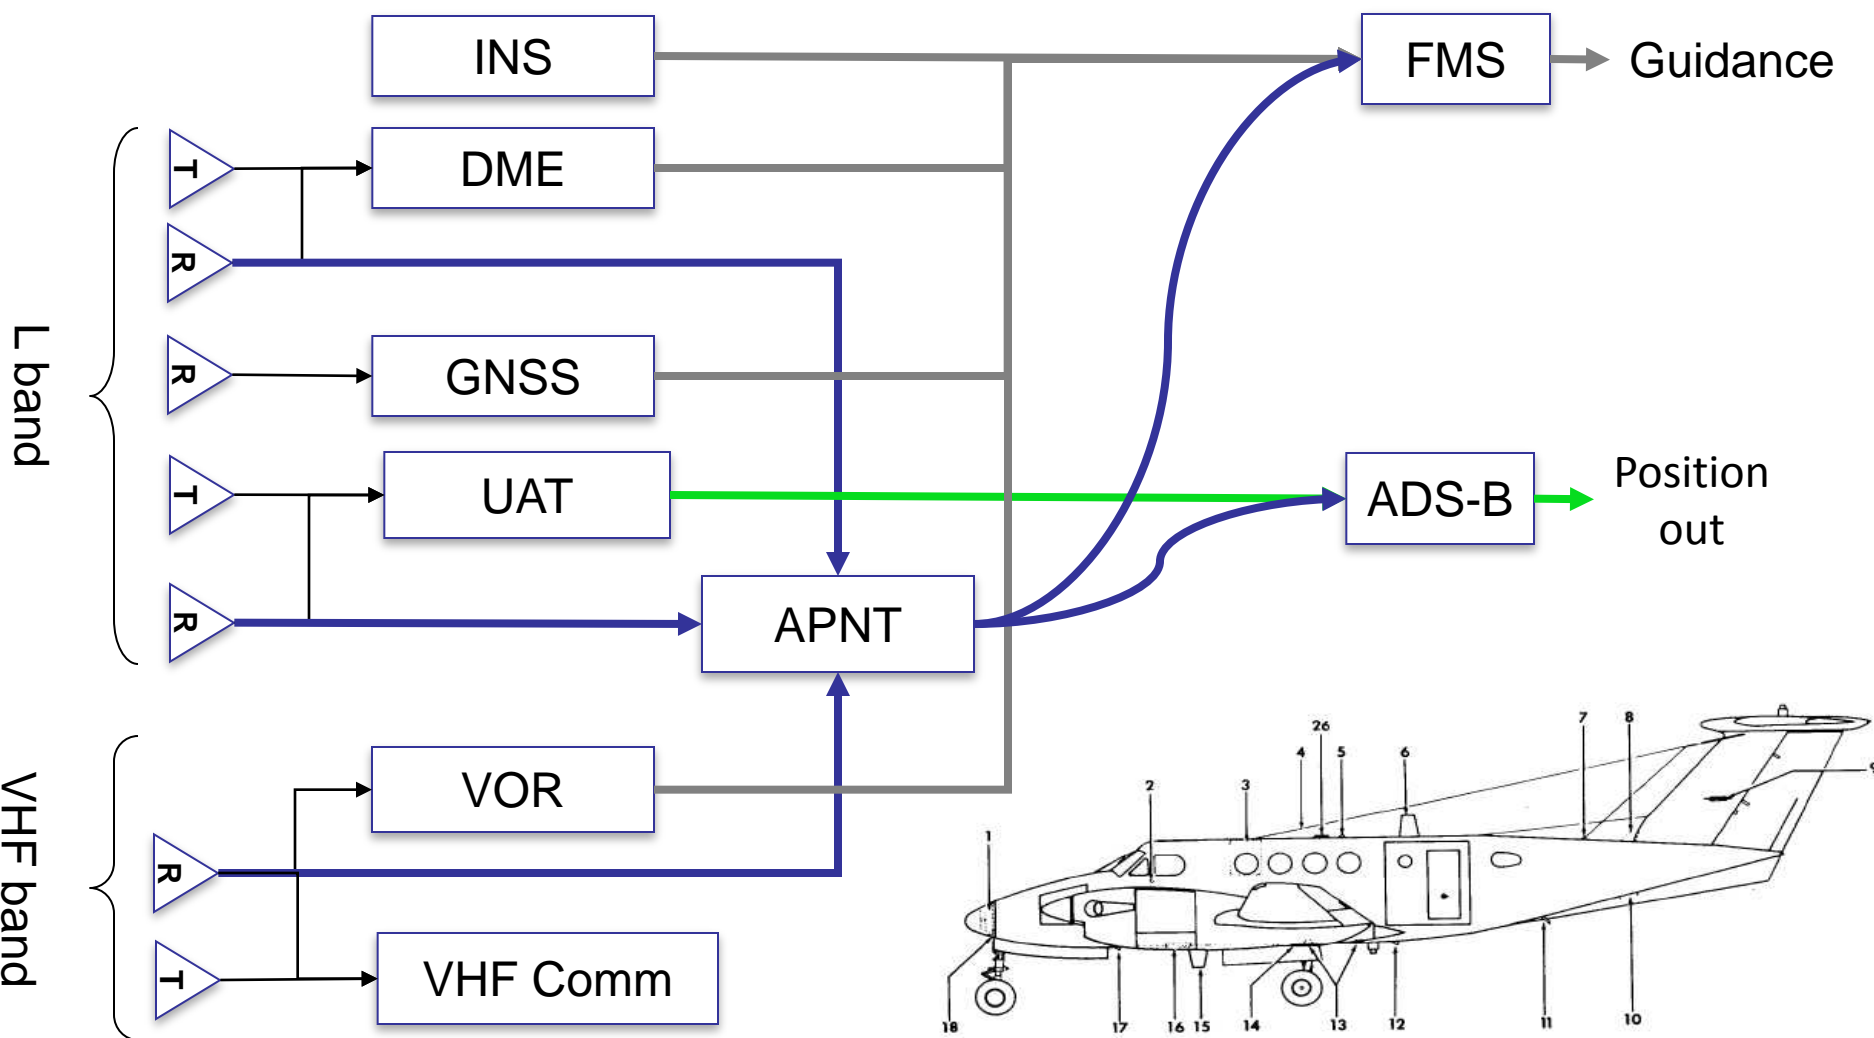 INS
FMS
Guidance
T
DME
R
L band
R
GNSS
T
UAT
ADS-B
Position
out
R
APNT
VHF band
VOR
R
T
VHF Comm
26
7
8
4
5
6
9
2
3
1
18
17
16
15
14
13
12
11
10